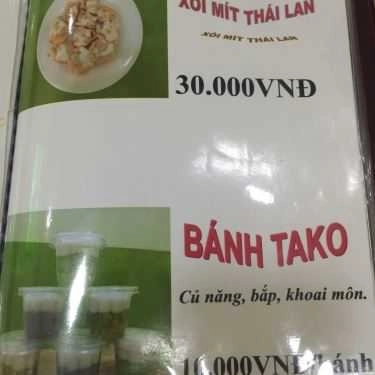 XÔI MÍT THÁI LAN
XÔI MÍT THÁI LAN
30.000VNĐ
BÁNH TAKO
Củ năng, bắp, khoai môn.
10.000VNĐ/bánh